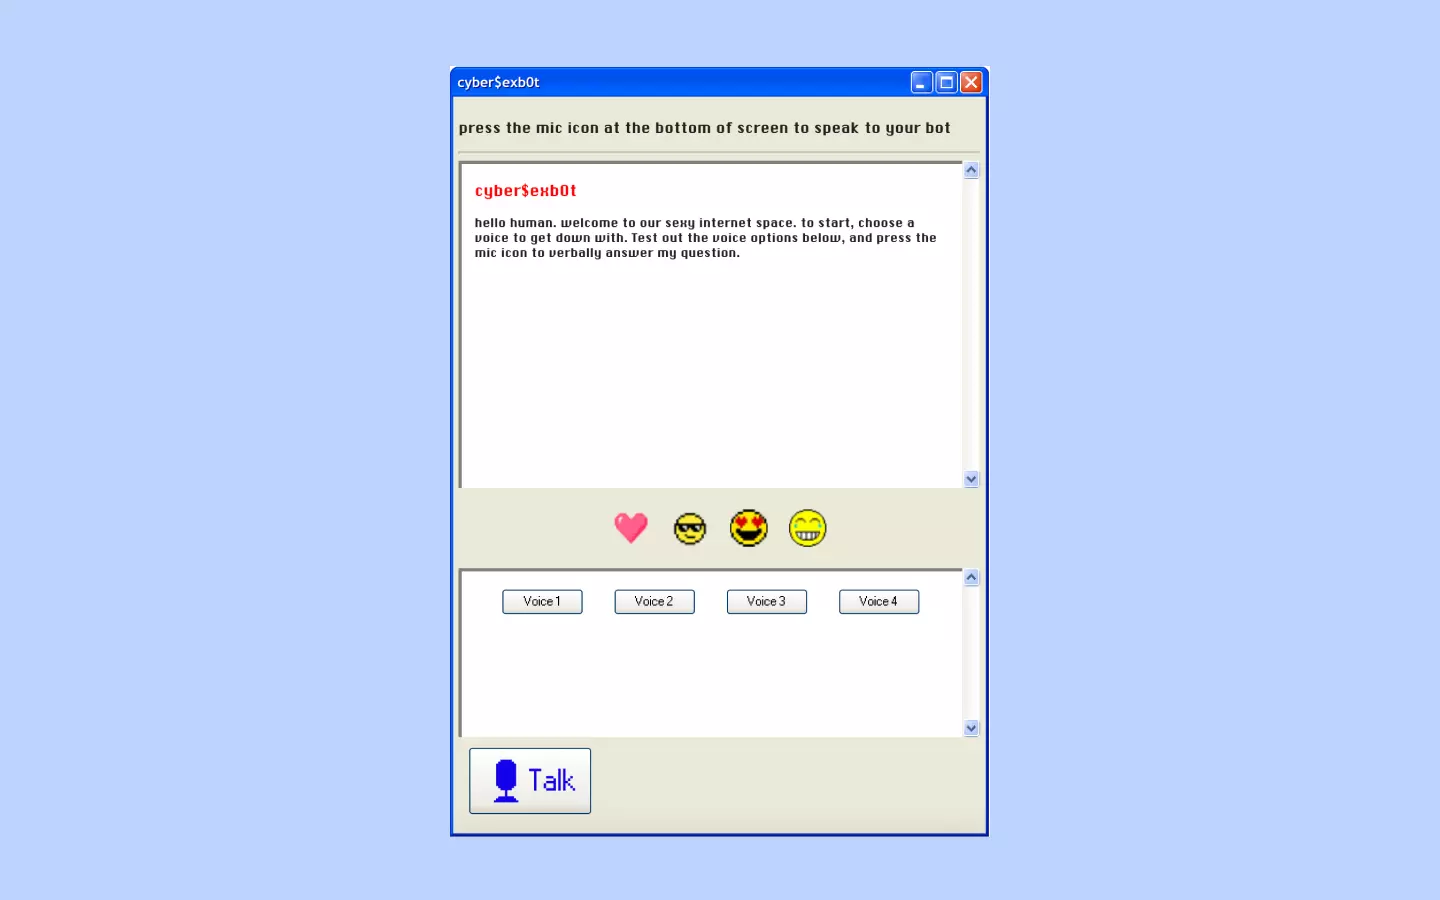 cyber$exb0t
press the mic icon at the bottom of screen to speak to your bot
cyber$exb0t
hello human. welcome to our sexy internet space. to start, choose a
voice to get down with. Test out the voice options below, and press the
mic icon to verbally answer my question.
Voice 1 Voice 2 Voice 3 Voice 4
Talk